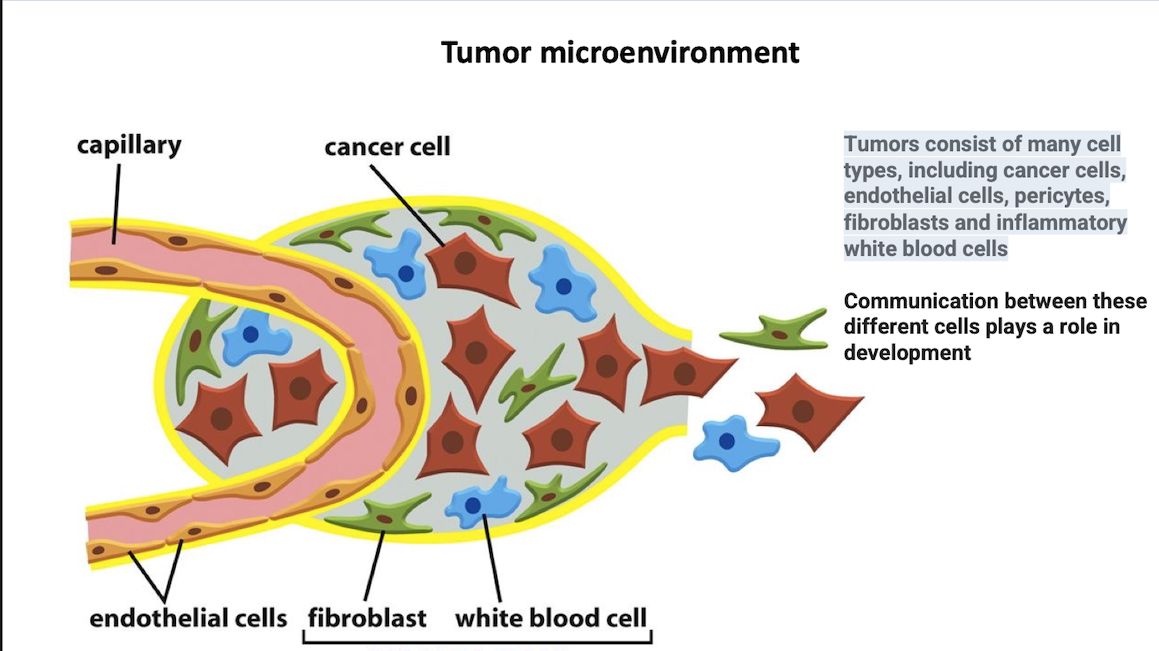 Tumor microenvironment
capillary
cancer cell
Tumors consist of many cell
types, including cancer cells,
endothelial cells, pericytes,
fibroblasts and inflammatory
white blood cells
Communication between these
different cells plays a role in
development
endothelial cells
fibroblast
white blood cell